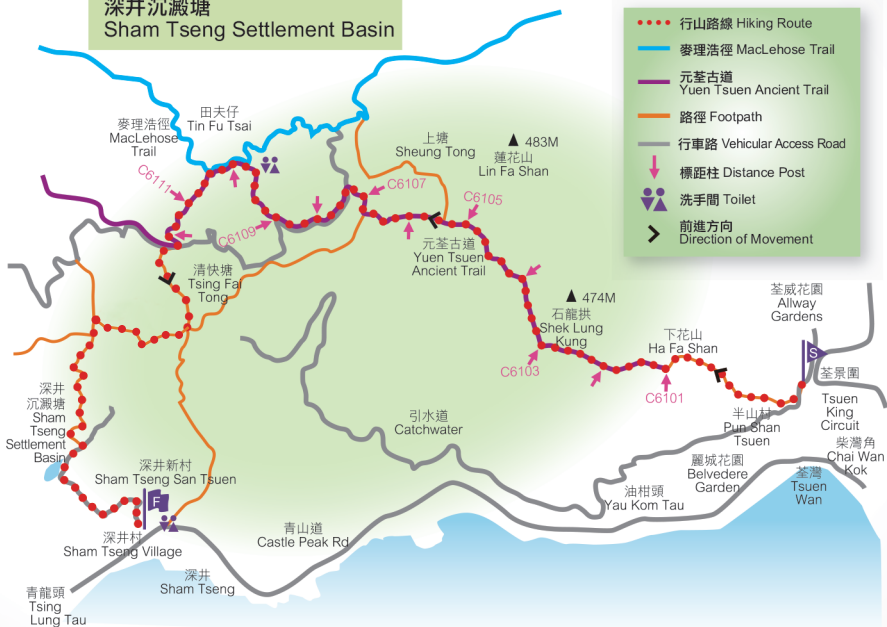 深井沉澱塘
Sham Tseng Settlement Basin
行山路線 Hiking Route
麥理浩徑 MacLehose Trail
元荃古道
Yuen Tsuen Ancient Trail
路徑 Footpath
行車路 Vehicular Access Road
標距柱 Distance Post
洗手間 Toilet
前進方向
Direction of Movement
田夫仔
Tin Fu Tsai
麥理浩徑
MacLehose
Trail
上塘
Sheung Tong
483M
蓮花山
Lin Fa Shan
C6111
C6109
C6107
C6105
元荃古道
Yuen Tsuen
Ancient Trail
清快塘
Tsing Fai
Tong
474M
石龍拱
Shek Lung
Kung
C6103
下花山
Ha Fa Shan
C6101
荃威花園
Allway
Gardens
S
荃景圍
Tsuen
King
Circuit
半山村
Pun Shan
Tsuen
柴灣角
Chai Wan
Kok
麗城花園
Belvedere
Garden
荃灣
Tsuen
Wan
油柑頭
Yau Kom Tau
引水道
Catchwater
深井
沉澱塘
Sham
Tseng
Settlement
Basin
深井新村
Sham Tseng San Tsuen
F
深井村
Sham Tseng Village
青山道
Castle Peak Rd
深井
Sham Tseng
青龍頭
Tsing
Lung Tau